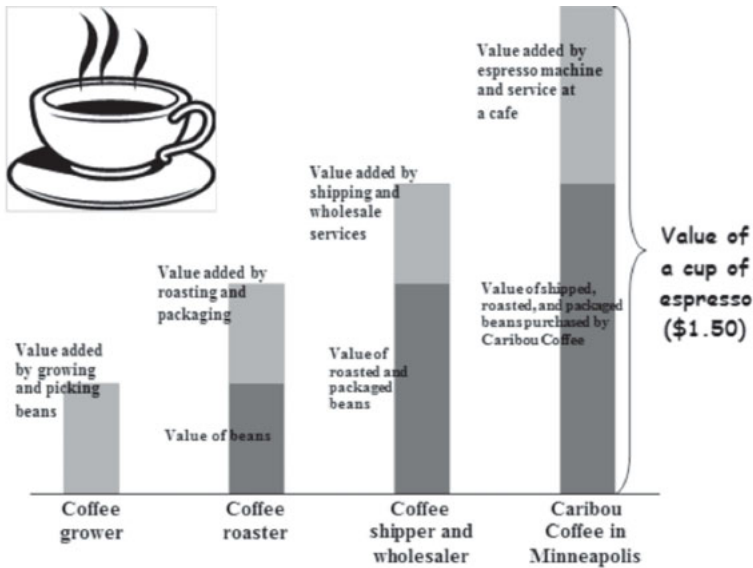 Value added by
espresso machine
and service at
a cafe
Value added by
shipping and
wholesale
services
Value added by
roasting and
packaging
Value added
by growing
and picking
beans
Value of beans
Value of
roasted and
packaged
beans
Value of shipped,
roasted, and packaged
beans purchased by
Caribou Coffee
Value of
a cup of
espresso
($1.50)
Coffee
grower
Coffee
roaster
Coffee
shipper and
wholesaler
Caribou
Coffee in
Minneapolis